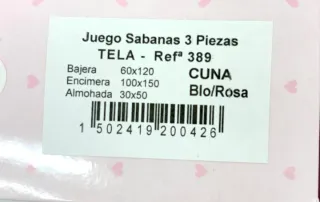 Juego Sabanas 3 Piezas
TELA - Refª 389
Bajera 60x120 CUNA
Encimera 100x150
Almohada 30x50 Blo/Rosa
1 502419 200426